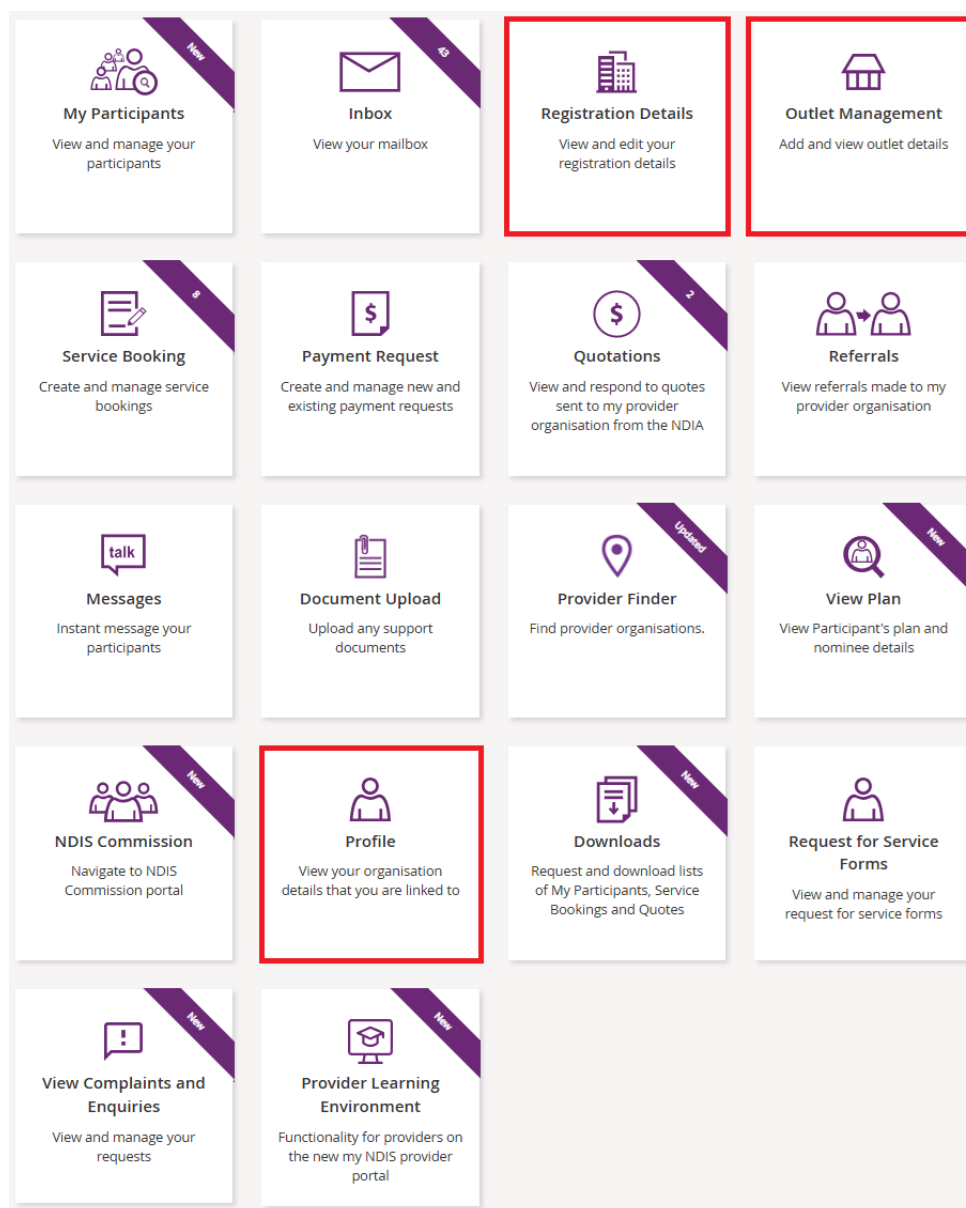 New
My Participants
View and manage your
participants
43
Inbox
View your mailbox
Registration Details
View and edit your
registration details
Outlet Management
Add and view outlet details
8
Service Booking
Create and manage service
bookings
$
Payment Request
Create and manage new and
existing payment requests
2
$
Quotations
View and respond to quotes
sent to my provider
organisation from the NDIA
Referrals
View referrals made to my
provider organisation
talk
Messages
Instant message your
participants
Document Upload
Upload any support
documents
Updated
Provider Finder
Find provider organisations.
New
View Plan
View Participant's plan and
nominee details
New
NDIS Commission
Navigate to NDIS
Commission portal
Profile
View your organisation
details that you are linked to
New
Downloads
Request and download lists
of My Participants, Service
Bookings and Quotes
Request for Service
Forms
View and manage your
request for service forms
New
View Complaints and
Enquiries
View and manage your
requests
New
Provider Learning
Environment
Functionality for providers on
the new my NDIS provider
portal